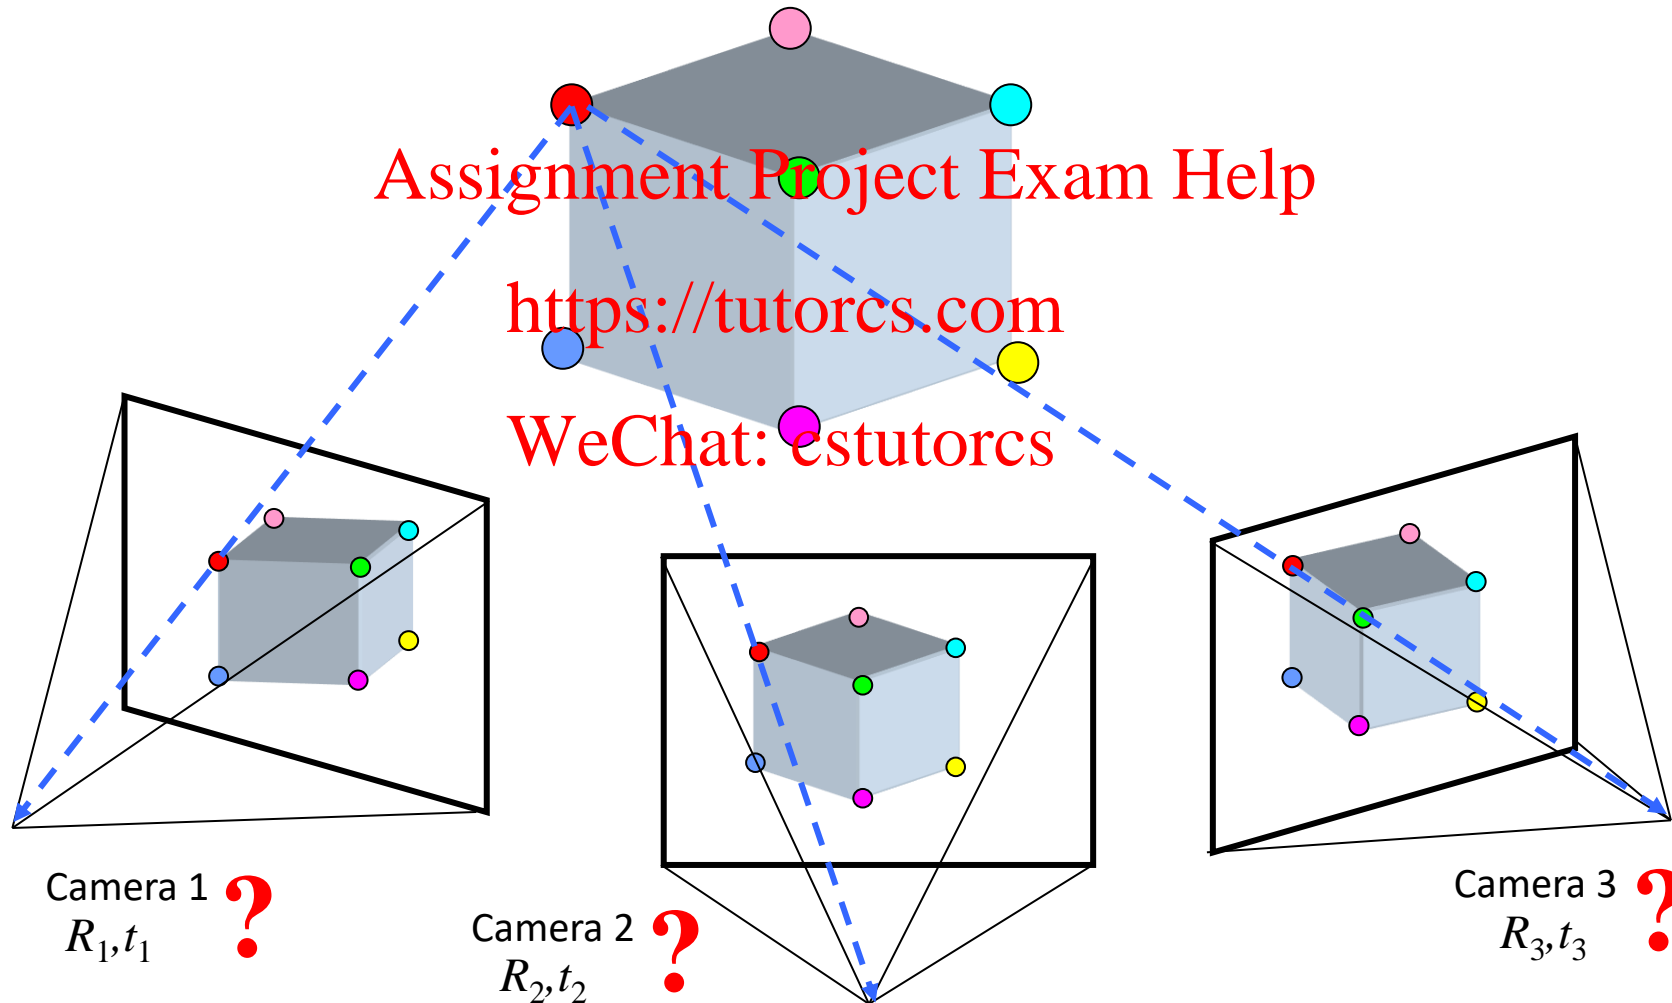 Assignment Project Exam Help
https://tutorcs.com
WeChat: cstutorcs
Camera 1 ?
R₁,t₁
Camera 2 ?
R₂,t₂
Camera 3 ?
R₃,t₃